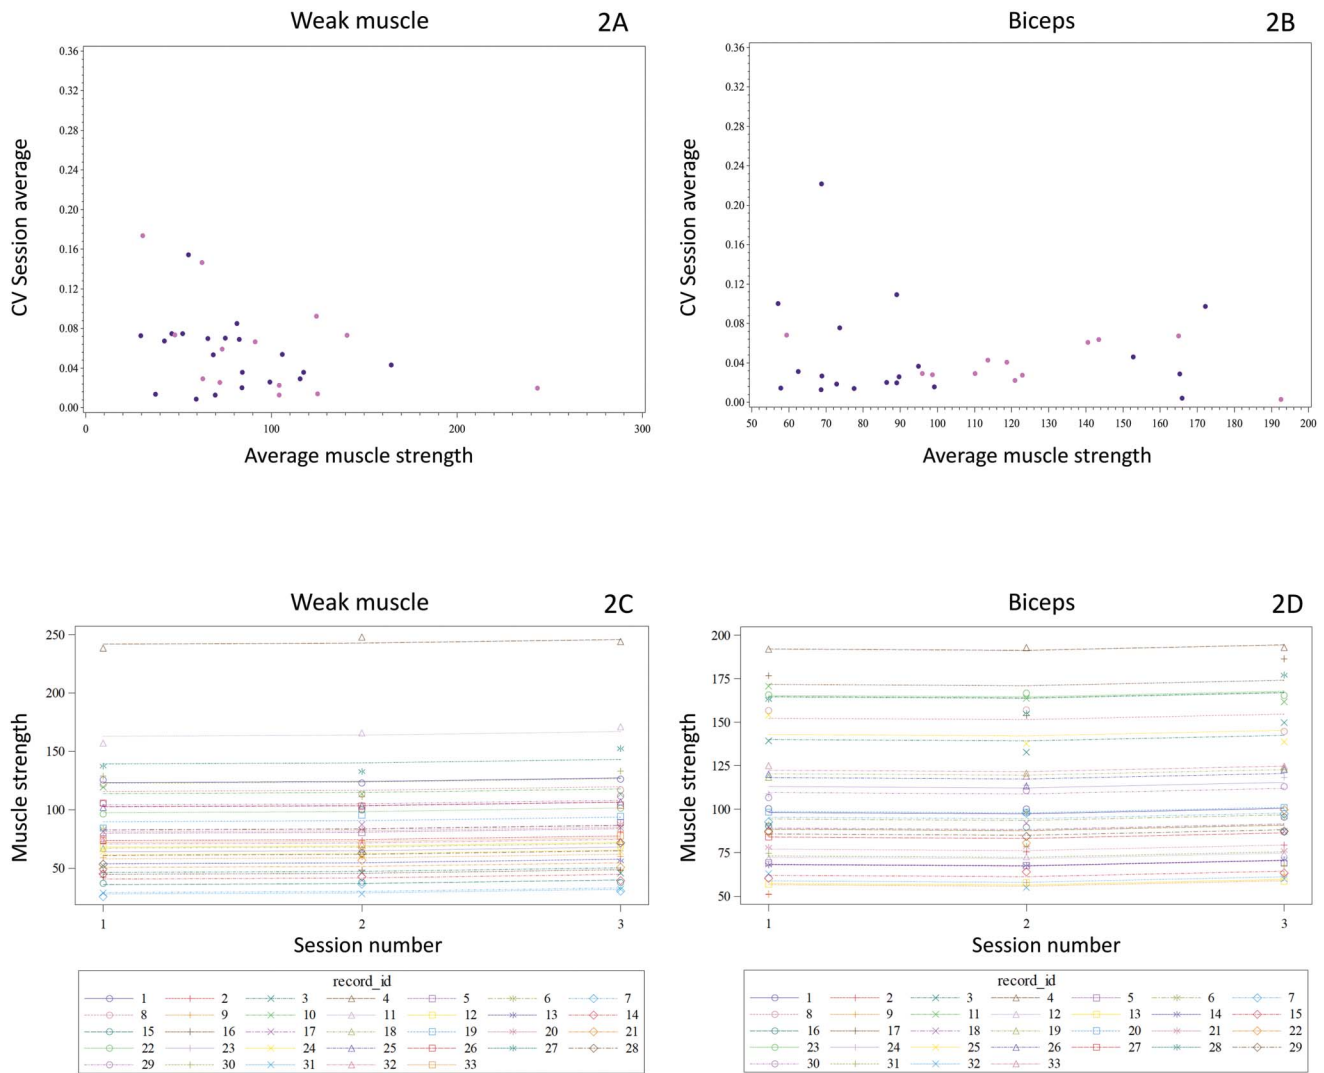 Weak muscle 2A
0.36
0.32
0.28
0.24
0.20
0.16
0.12
0.08
0.04
0.00
CV Session average
0 100 200 300
Average muscle strength
Biceps 2B
0.36
0.32
0.28
0.24
0.20
0.16
0.12
0.08
0.04
0.00
CV Session average
50 60 70 80 90 100 110 120 130 140 150 160 170 180 190 200
Average muscle strength
Weak muscle 2C
250
200
150
100
50
Muscle strength
1 2 3
Session number
record_id
1 2 3 4 5 6 7
8 9 10 11 12 13 14
15 16 17 18 19 20 21
22 23 24 25 26 27 28
29 30 31 32 33
Biceps 2D
200
175
150
125
100
75
50
Muscle strength
1 2 3
Session number
record_id
1 2 3 4 5 6 7
8 9 11 12 13 14 15
16 17 18 19 20 21 22
23 24 25 26 27 28 29
30 31 32 33